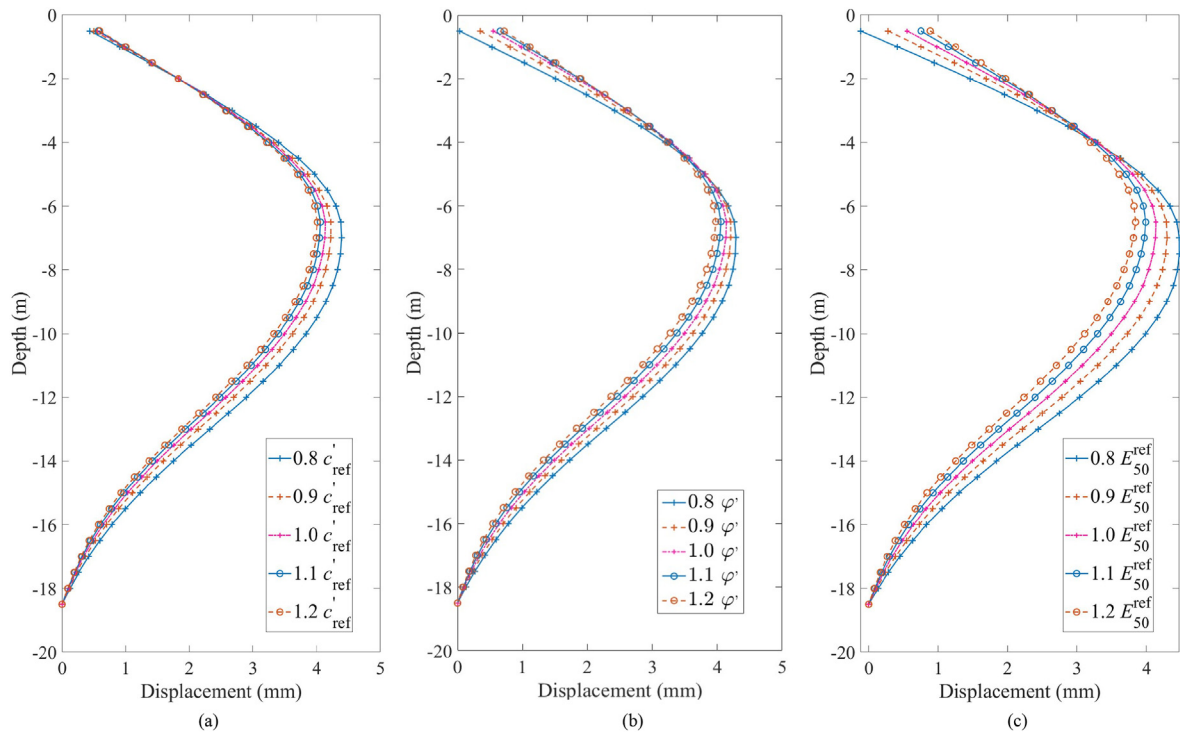 0
-2
-4
-6
-8
-10
-12
-14
-16
-18
-20
Depth (m)
0 1 2 3 4 5
Displacement (mm)
0.8 c'ref
0.9 c'ref
1.0 c'ref
1.1 c'ref
1.2 c'ref
(a)
0
-2
-4
-6
-8
-10
-12
-14
-16
-18
-20
Depth (m)
0 1 2 3 4 5
Displacement (mm)
0.8 φ’
0.9 φ’
1.0 φ’
1.1 φ’
1.2 φ’
(b)
0
-2
-4
-6
-8
-10
-12
-14
-16
-18
-20
Depth (m)
0 1 2 3 4
Displacement (mm)
0.8 E50ref
0.9 E50ref
1.0 E50ref
1.1 E50ref
1.2 E50ref
(c)